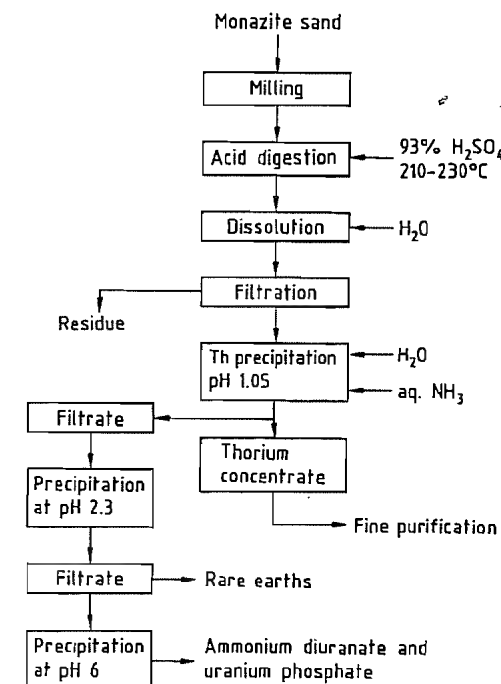 Monazite sand
Milling
Acid digestion
93% H₂SO₄
210-230°C
Dissolution
H₂O
Filtration
Residue
Th precipitation
pH 1.05
H₂O
aq. NH₃
Filtrate
Thorium
concentrate
Precipitation
at pH 2.3
Fine purification
Filtrate
Rare earths
Precipitation
at pH 6
Ammonium diuranate and
uranium phosphate